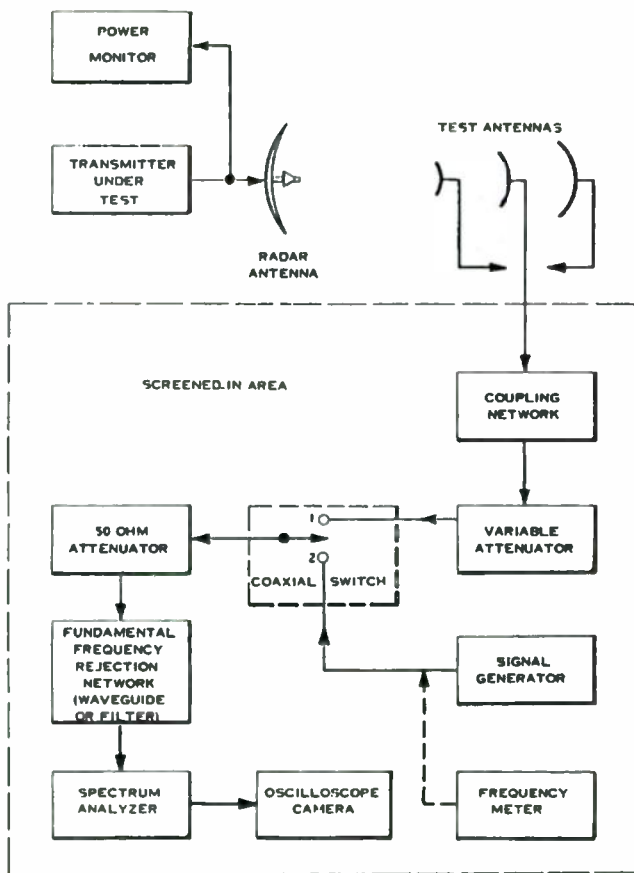 POWER
MONITOR
TRANSMITTER
UNDER
TEST
RADAR
ANTENNA
TEST ANTENNAS
SCREENED-IN AREA
COUPLING
NETWORK
50 OHM
ATTENUATOR
1
2
COAXIAL SWITCH
VARIABLE
ATTENUATOR
FUNDAMENTAL
FREQUENCY
REJECTION
NETWORK
(WAVEGUIDE
OR FILTER)
SIGNAL
GENERATOR
SPECTRUM
ANALYZER
OSCILLOSCOPE
CAMERA
FREQUENCY
METER